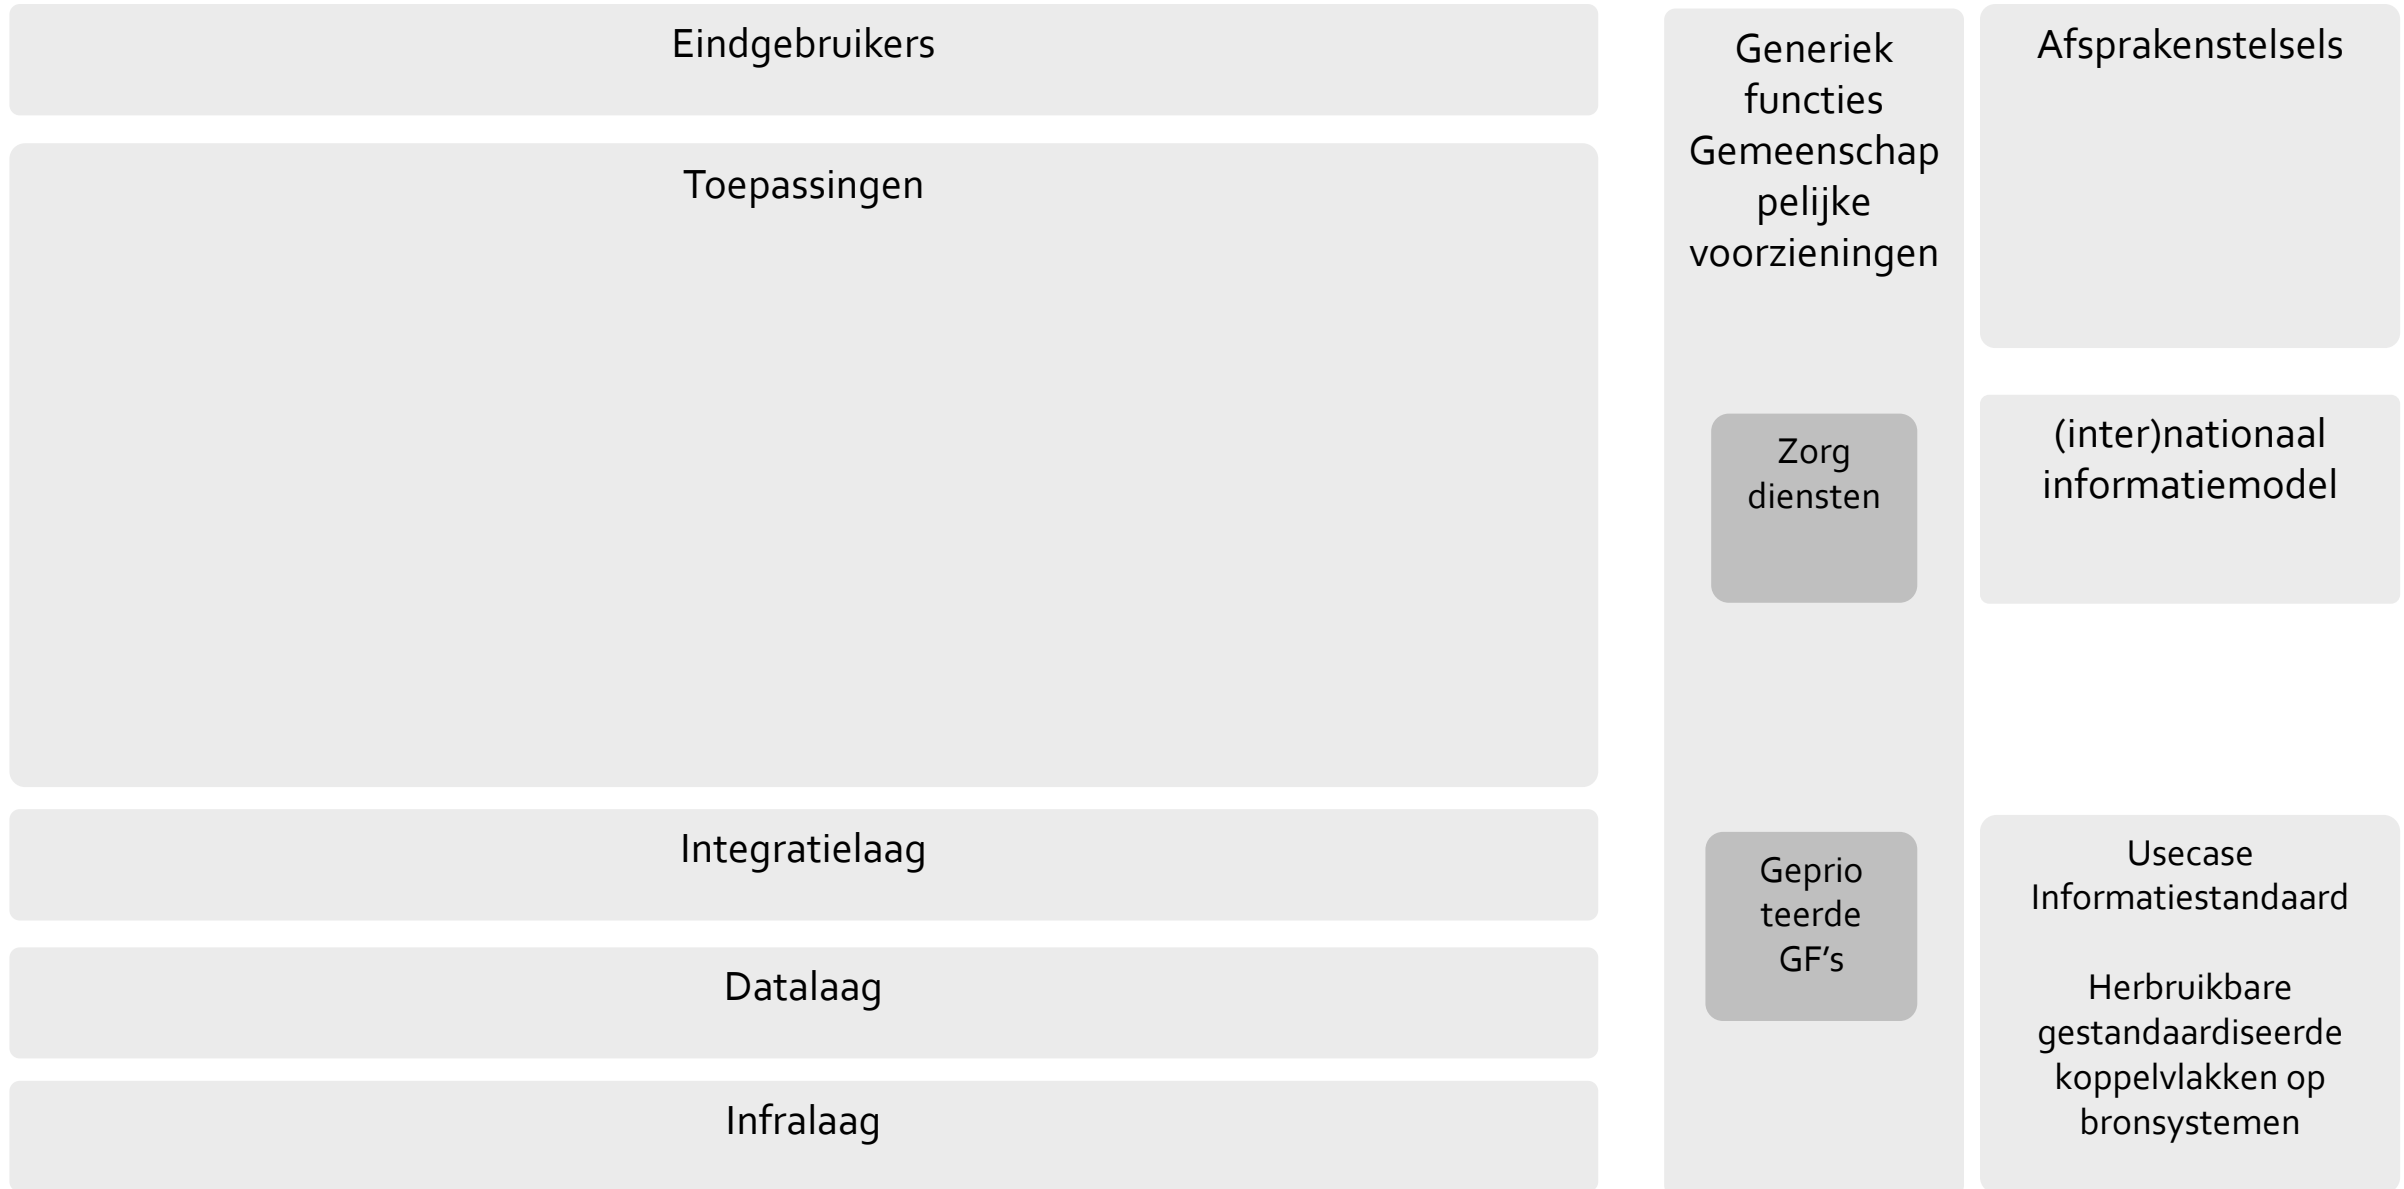 Eindgebruikers
Toepassingen
Integratielaag
Datalaag
Infralaag
Generiek
functies
Gemeenschap
pelijke
voorzieningen
Zorg
diensten
Geprio
teerde
GF’s
Afsprakenstelsels
(inter)nationaal
informatiemodel
Usecase
Informatiestandaard
Herbruikbare
gestandaardiseerde
koppelvlakken op
bronsystemen